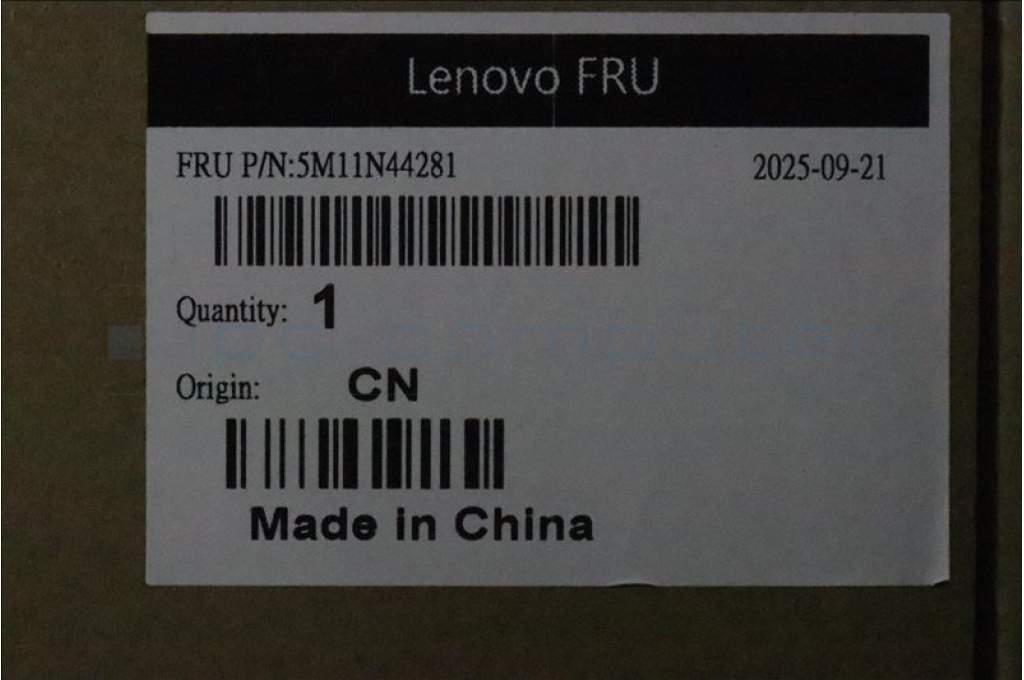 Lenovo FRU
FRU P/N:5M11N44281 2025-09-21
Quantity: 1
Origin: CN
Made in China